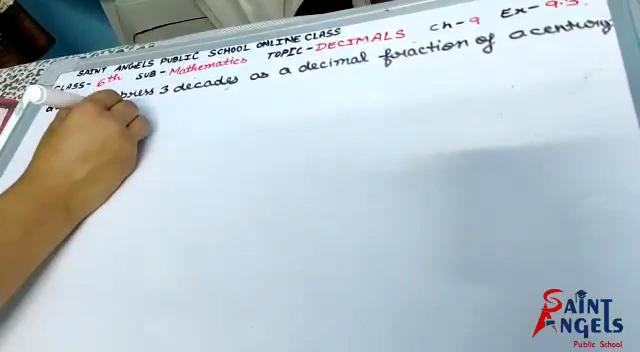 SAINT ANGELS PUBLIC SCHOOL ONLINE CLASS
CLASS- 6th SUB - Mathematics TOPIC - DECIMALS Ch- 9 Ex- 9.3
3 decades as a decimal fraction of a century
SAINT
ANGELS
Public School